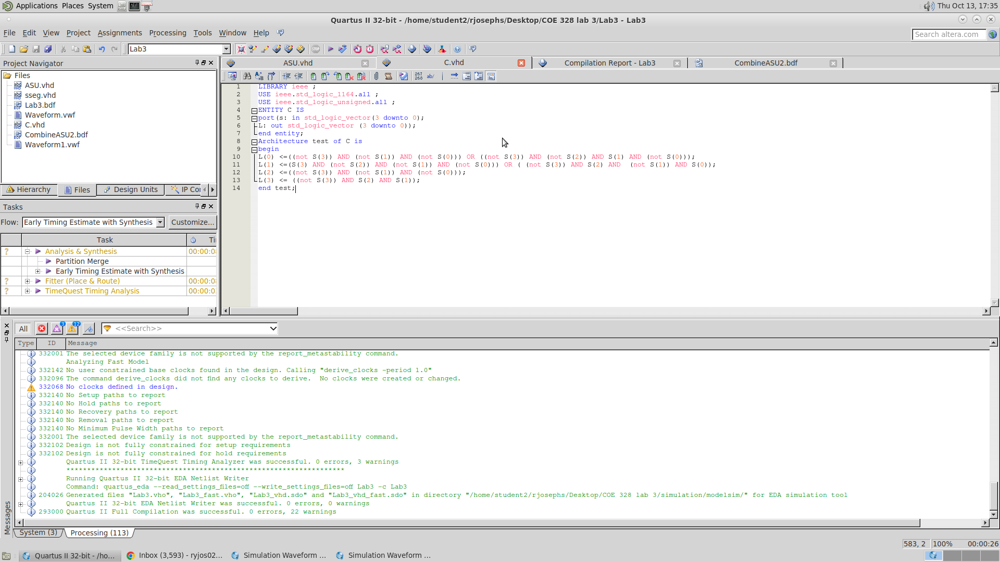 Applications Places System
Thu Oct 13, 17:35
Quartus II 32-bit - /home/student2/rjosephs/Desktop/COE 328 lab 3/Lab3 - Lab3
File Edit View Project Assignments Processing Tools Window Help
Search altera.com
Lab3
STOP
Project Navigator
ASU.vhd
C.vhd
Compilation Report - Lab3
CombineASU2.bdf
267
268
ab/
Files
ASU.vhd
sseg.vhd
Lab3.bdf
Waveform.vwf
C.vhd
CombineASU2.bdf
Waveform1.vwf
Hierarchy
Files
Design Units
IP Co
1 LIBRARY ieee ;
2 USE ieee.std_logic_1164.all ;
3 USE ieee.std_logic_unsigned.all ;
4 ENTITY C IS
5 port(s: in std_logic_vector(3 downto 0);
6 L: out std_logic_vector (3 downto 0));
7 end entity;
8 Architecture test of C is
9 begin
10 L(0) <=((not S(3)) AND (not S(1)) AND (not S(0))) OR ((not S(3)) AND (not S(2)) AND S(1) AND (not S(0)));
11 L(1) <=(S(3) AND (not S(2)) AND (not S(1)) AND (not S(0))) OR ( (not S(3)) AND S(2) AND  (not S(1)) AND S(0));
12 L(2) <=((not S(3)) AND (not S(1)) AND (not S(0)));
13 L(3) <= ((not S(3)) AND S(2) AND S(1));
14 end test;
Tasks
Flow: Early Timing Estimate with Synthesis Customize...
Task Ti
? Analysis & Synthesis 00:00:0
Partition Merge
Early Timing Estimate with Synthesis
? Fitter (Place & Route) 00:00:0
? TimeQuest Timing Analysis 00:00:0
All 3 12 <<Search>>
Type ID Message
332001 The selected device family is not supported by the report_metastability command.
Analyzing Fast Model
332142 No user constrained base clocks found in the design. Calling "derive_clocks -period 1.0"
332096 The command derive_clocks did not find any clocks to derive.  No clocks were created or changed.
332068 No clocks defined in design.
332140 No Setup paths to report
332140 No Hold paths to report
332140 No Recovery paths to report
332140 No Removal paths to report
332140 No Minimum Pulse Width paths to report
332001 The selected device family is not supported by the report_metastability command.
332102 Design is not fully constrained for setup requirements
332102 Design is not fully constrained for hold requirements
Quartus II 32-bit TimeQuest Timing Analyzer was successful. 0 errors, 3 warnings
*******************************************************************
Running Quartus II 32-bit EDA Netlist Writer
Command: quartus_eda --read_settings_files=off --write_settings_files=off Lab3 -c Lab3
204026 Generated files "Lab3.vho", "Lab3_fast.vho", "Lab3_vhd.sdo" and "Lab3_vhd_fast.sdo" in directory "/home/student2/rjosephs/Desktop/COE 328 lab 3/simulation/modelsim/" for EDA simulation tool
Quartus II 32-bit EDA Netlist Writer was successful. 0 errors, 0 warnings
293000 Quartus II Full Compilation was successful. 0 errors, 22 warnings
Messages
System (3) Processing (113)
583, 2 100% 00:00:26
Quartus II 32-bit - /ho...
Inbox (3,593) - ryjos02...
Simulation Waveform ...
Simulation Waveform ...